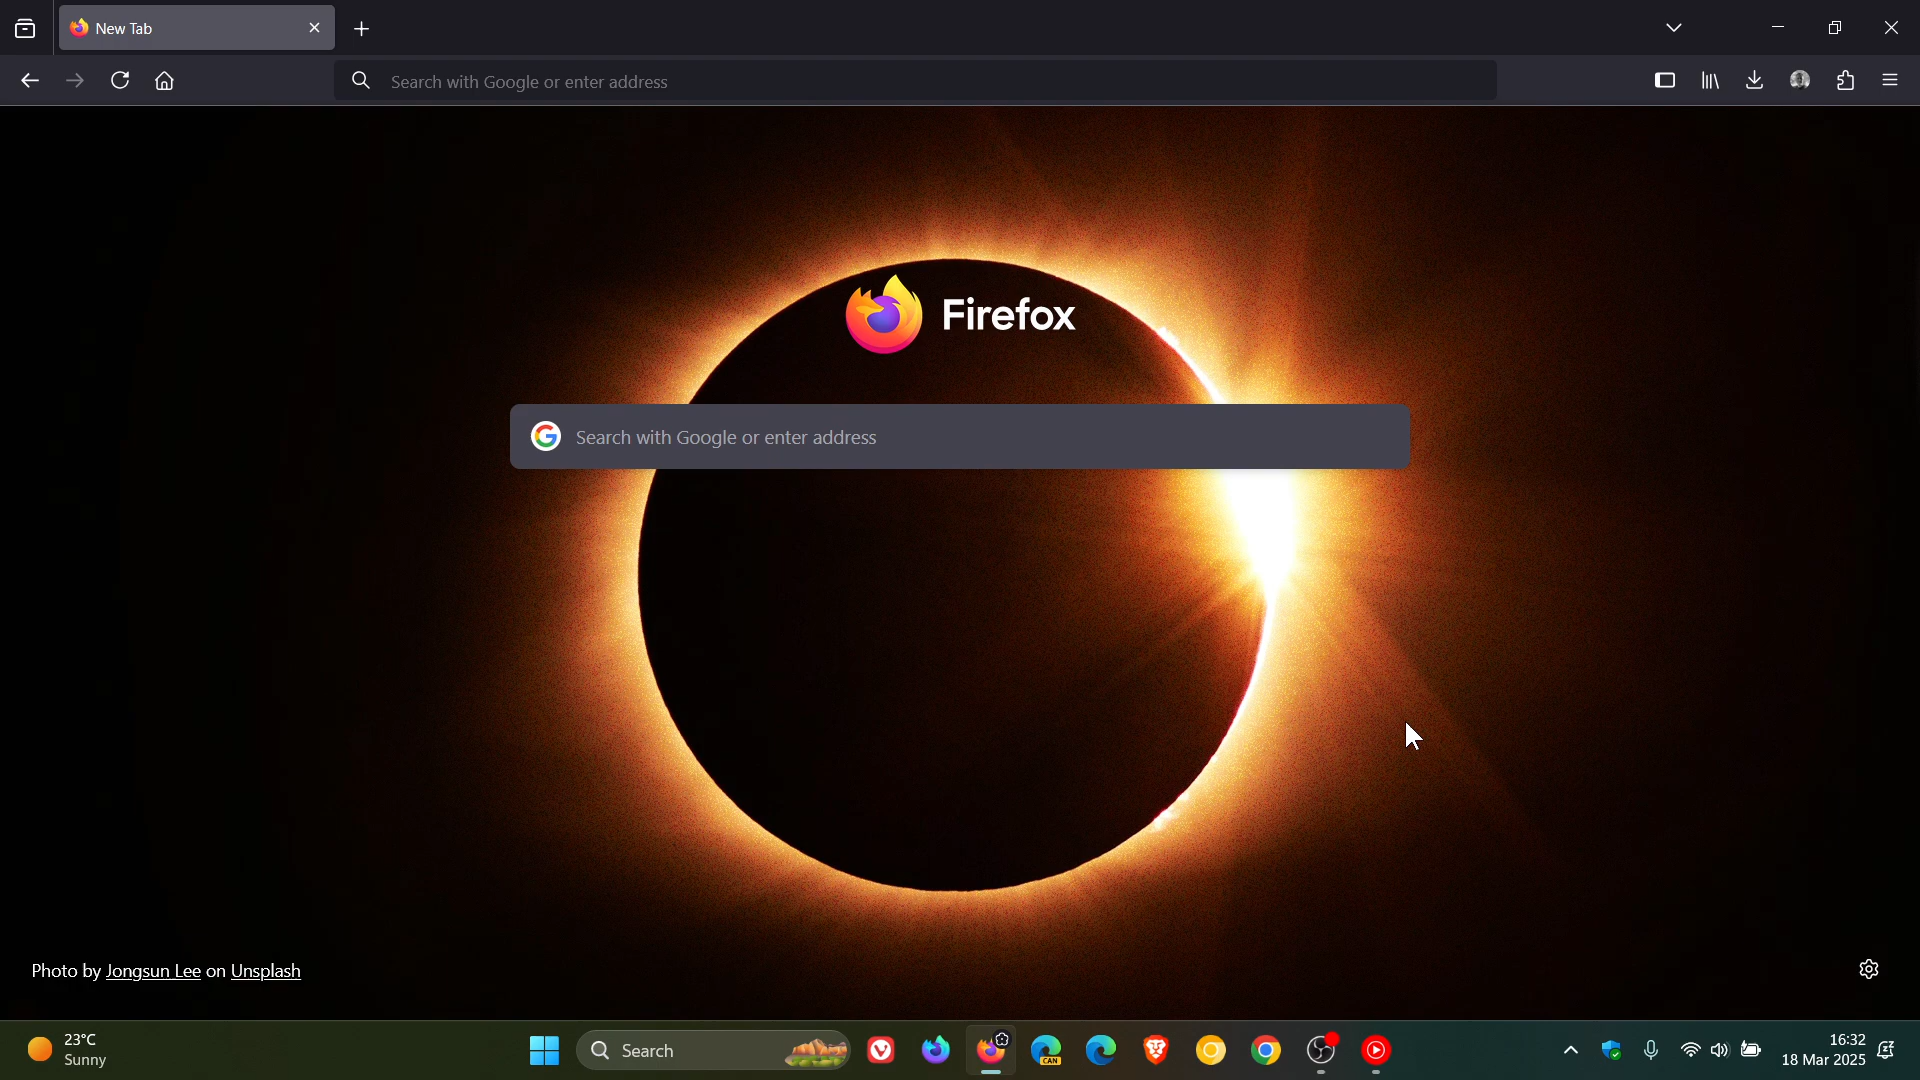 New Tab
Search with Google or enter address
Firefox
Search with Google or enter address
Photo by Jongsun Lee on Unsplash
23°C
Sunny
Search
CAN
16:32
18 Mar 2025